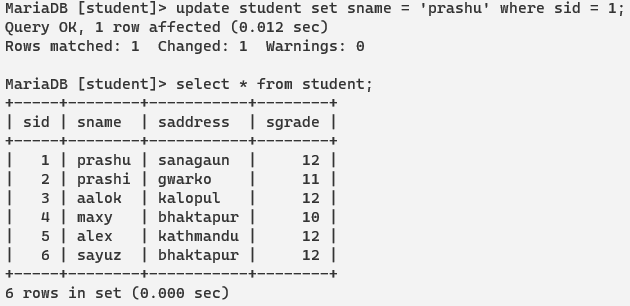 MariaDB [student]> update student set sname = 'prashu' where sid = 1;
Query OK, 1 row affected (0.012 sec)
Rows matched: 1  Changed: 1  Warnings: 0

MariaDB [student]> select * from student;
+-----+--------+-----------+--------+
| sid | sname  | saddress  | sgrade |
+-----+--------+-----------+--------+
|   1 | prashu | sanagaun  |     12 |
|   2 | prashi | gwarko    |     11 |
|   3 | aalok  | kalopul   |     12 |
|   4 | maxy   | bhaktapur |     10 |
|   5 | alex   | kathmandu |     12 |
|   6 | sayuz  | bhaktapur |     12 |
+-----+--------+-----------+--------+
6 rows in set (0.000 sec)